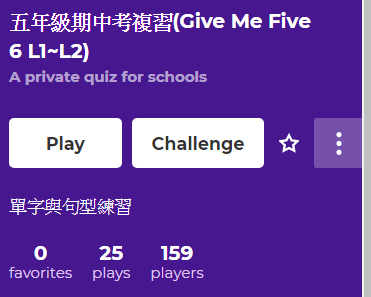 五年級期中考複習(Give Me Five
6 L1~L2)
A private quiz for schools
Play Challenge
單字與句型練習
0 25 159
favorites plays players